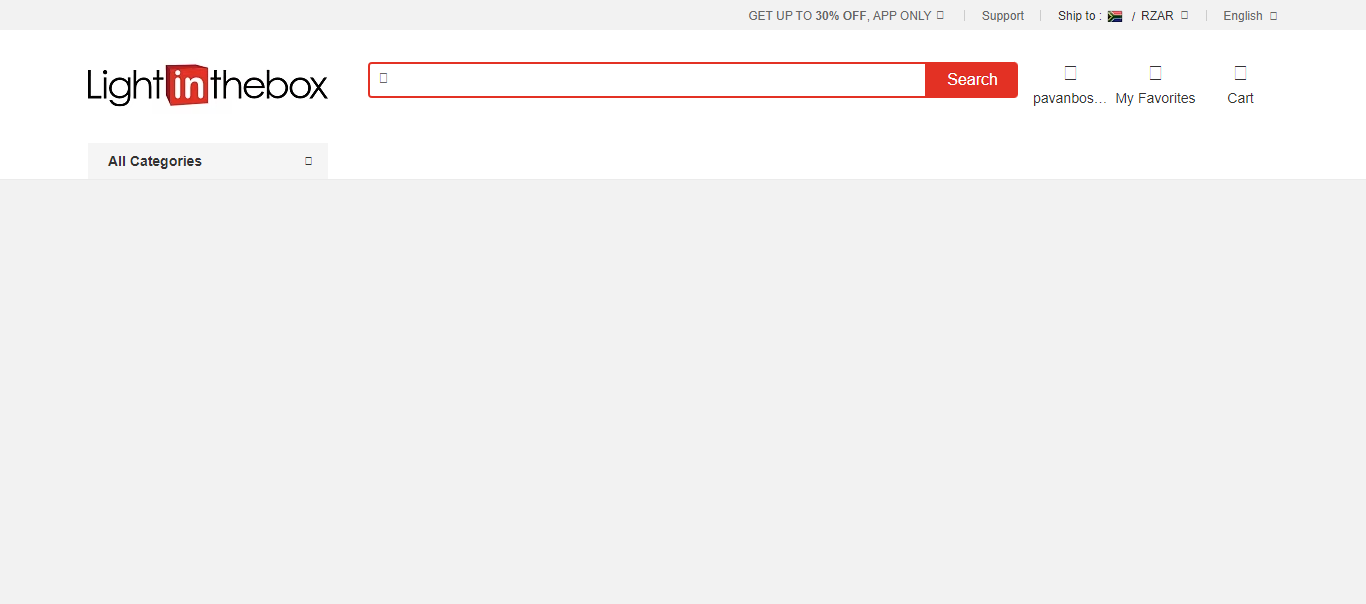 GET UP TO 30% OFF, APP ONLY
Support
Ship to : / RZAR
English
Lightinthebox
Search
pavanbos...
My Favorites
Cart
All Categories